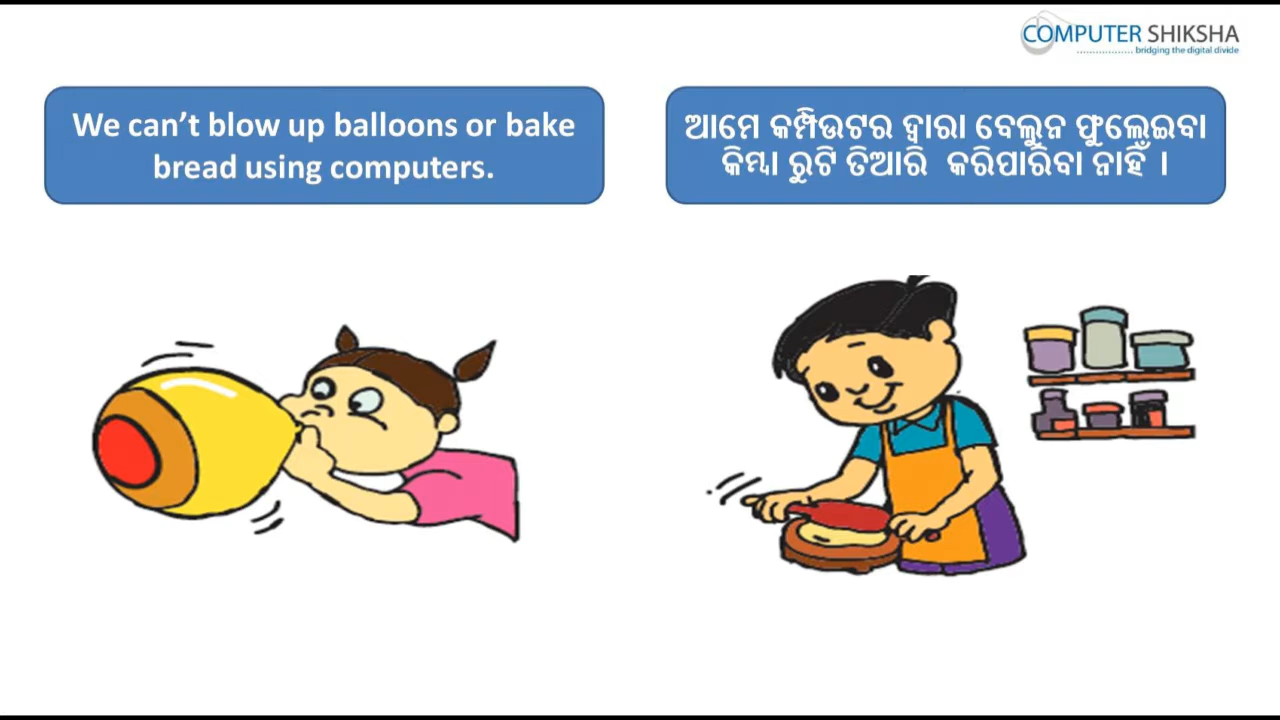 COMPUTER SHIKSHA
bridging the digital divide
We can't blow up balloons or bake
bread using computers.
ଆମେ କମ୍ପିଉଟର ଦ୍ଵାରା ବେଲୁନ ଫୁଲେଇବା
କିମ୍ବା ରୁଟି ତିଆରି କରିପାରିବା ନାହିଁ ।